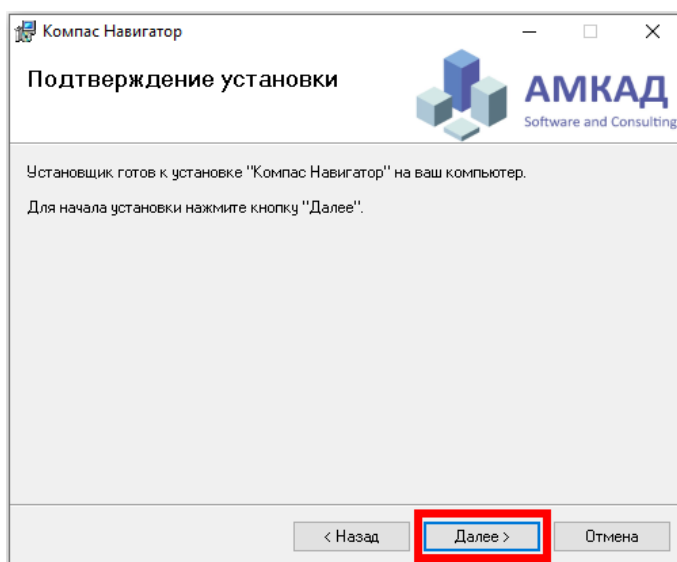 Компас Навигатор
Подтверждение установки
АМКАД
Software and Consulting
Установщик готов к установке "Компас Навигатор" на ваш компьютер.
Для начала установки нажмите кнопку "Далее".
< Назад
Далее >
Отмена